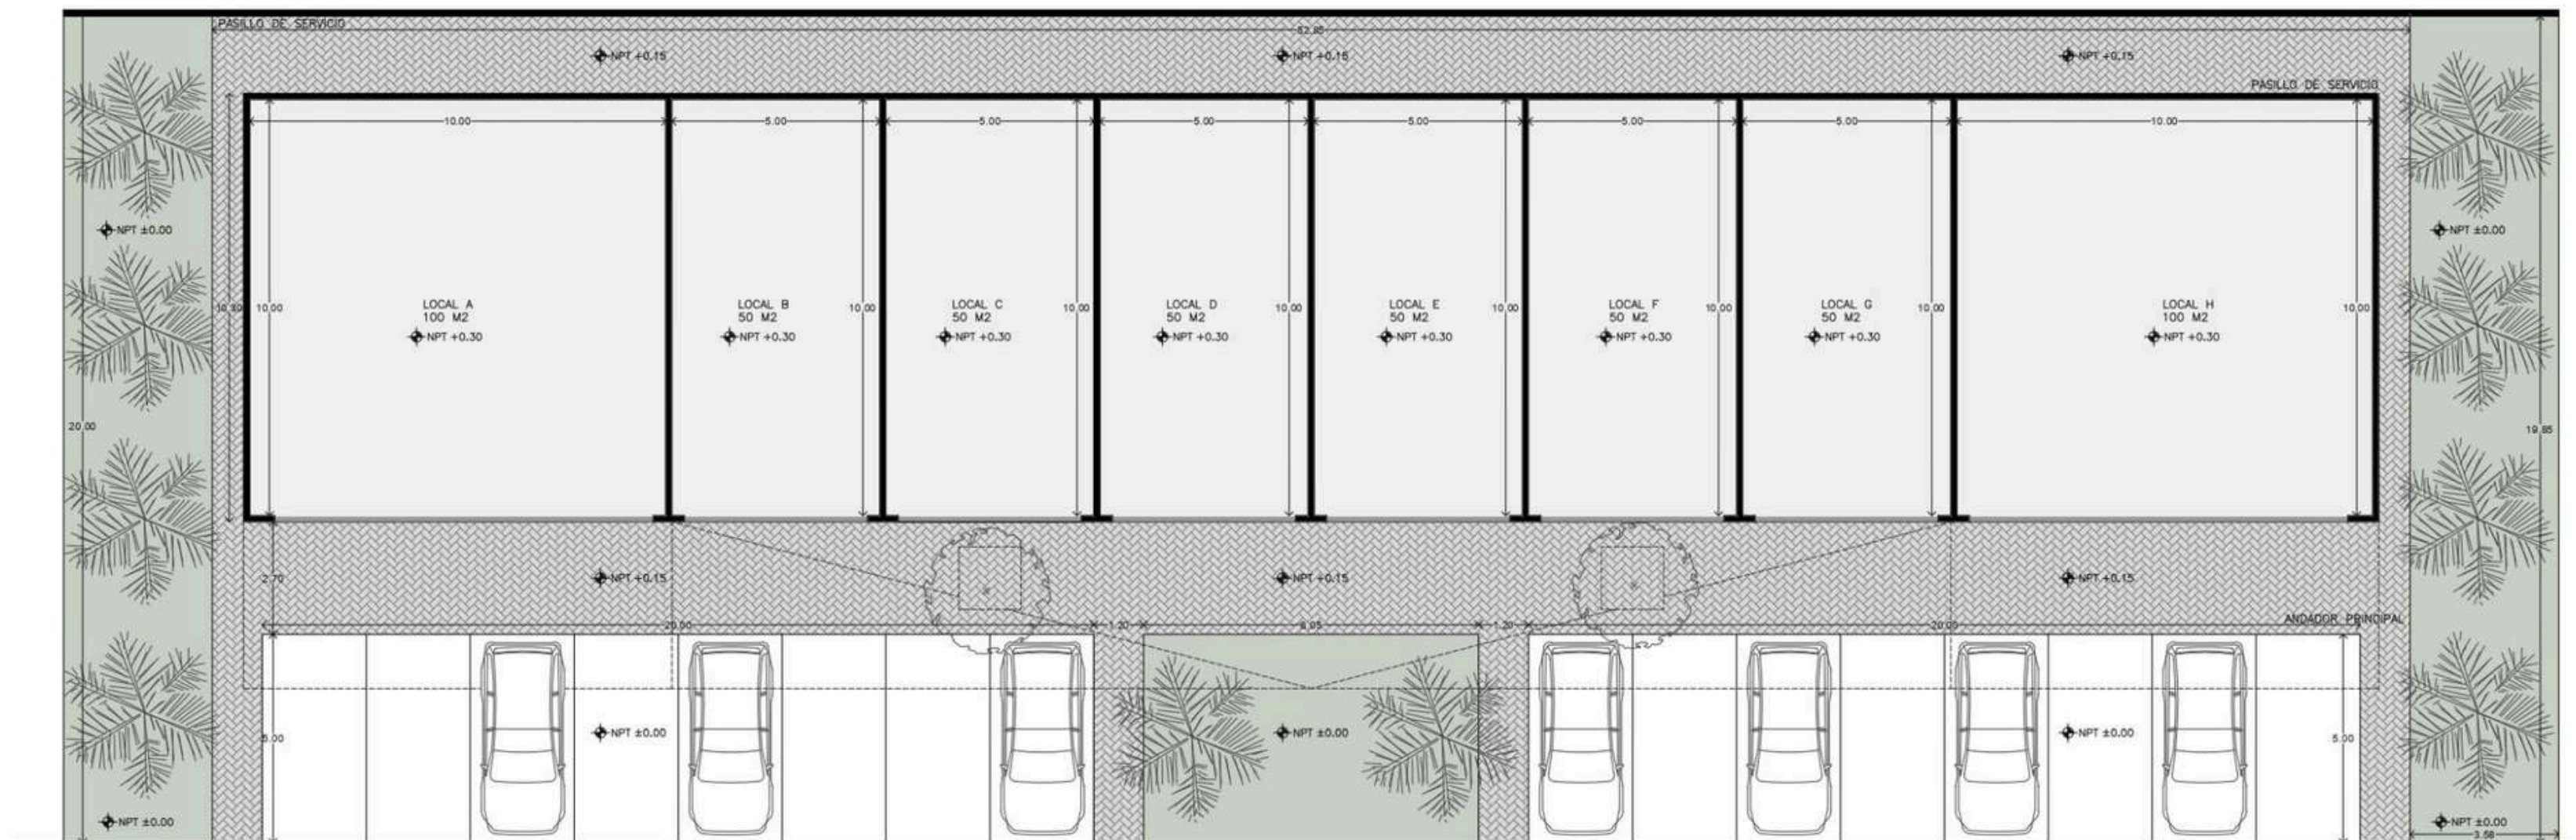 PASILLO DE SERVICIO
52.85
NPT +0.15
NPT +0.15
NPT +0.15
PASILLO DE SERVICIO
10.00
5.00
5.00
5.00
5.00
5.00
5.00
10.00
NPT ±0.00
NPT ±0.00
10.00
LOCAL A
100 M2
NPT +0.30
LOCAL B
50 M2
NPT +0.30
10.00
LOCAL C
50 M2
NPT +0.30
10.00
LOCAL D
50 M2
NPT +0.30
10.00
LOCAL E
50 M2
NPT +0.30
10.00
LOCAL F
50 M2
NPT +0.30
10.00
LOCAL G
50 M2
NPT +0.30
10.00
LOCAL H
100 M2
NPT +0.30
10.00
20.00
19.85
2.70
NPT +0.15
NPT +0.15
NPT +0.15
20.00
1.20
8.05
1.20
20.00
ANDADOR PRINCIPAL
5.00
NPT ±0.00
NPT ±0.00
NPT ±0.00
5.00
NPT ±0.00
NPT ±0.00
3.58